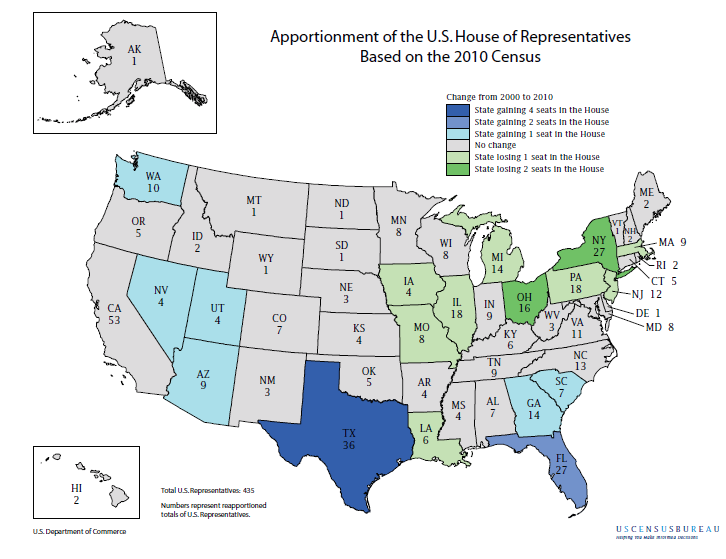 Apportionment of the U.S. House of Representatives
Based on the 2010 Census
Change from 2000 to 2010
State gaining 4 seats in the House
State gaining 2 seats in the House
State gaining 1 seat in the House
No change
State losing 1 seat in the House
State losing 2 seats in the House
AK
1
WA
10
OR
5
ID
2
MT
1
ND
1
MN
8
WI
8
MI
14
ME
2
VT
1
NH
2
NY
27
MA 9
RI 2
CT 5
NJ 12
DE 1
MD 8
SD
1
WY
1
NE
3
IA
4
IL
18
IN
9
OH
16
PA
18
WV
3
VA
11
CA
53
NV
4
UT
4
CO
7
KS
4
MO
8
KY
6
NC
13
TN
9
SC
7
AZ
9
NM
3
OK
5
AR
4
MS
4
AL
7
GA
14
TX
36
LA
6
FL
27
HI
2
Total U.S. Representatives: 435
Numbers represent reapportioned
totals of U.S. Representatives.
U.S. Department of Commerce
USCENSUSBUREAU
Helping You Make Informed Decisions